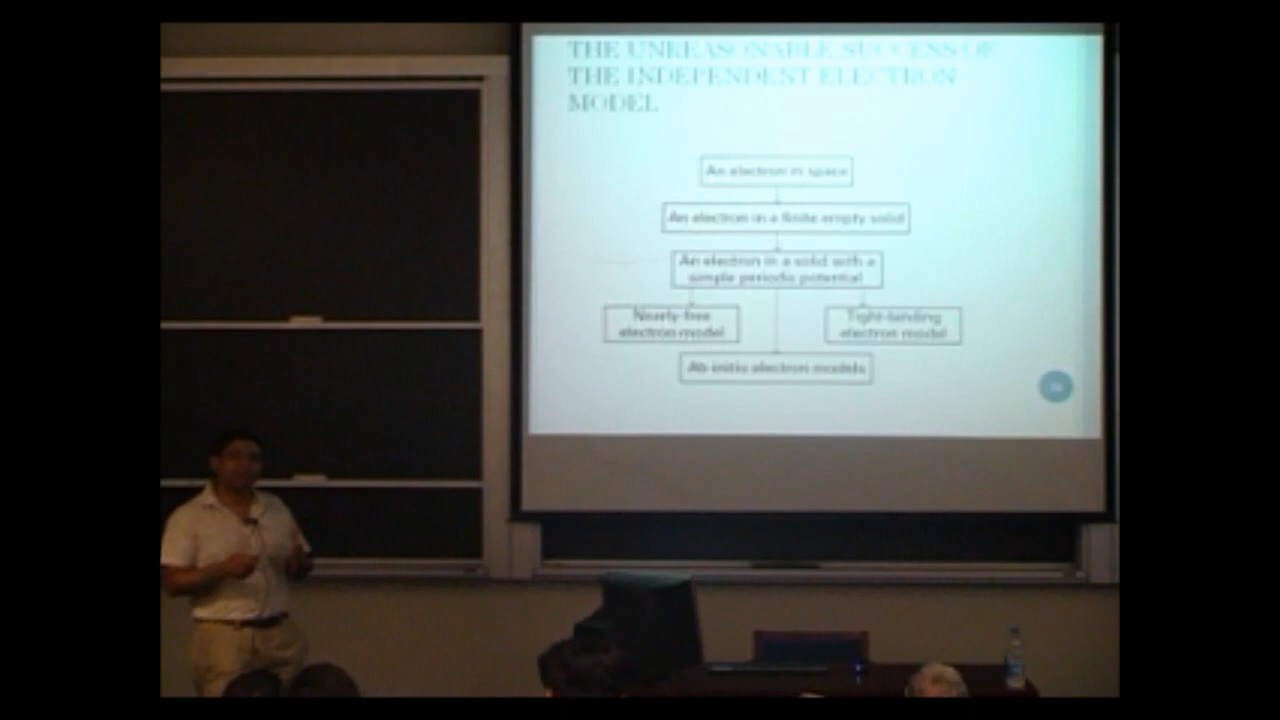 THE UNREASONABLE SUCCESS OF
THE INDEPENDENT ELECTRON
MODEL
An electron in space
An electron in a finite empty solid
An electron in a solid with a
simple periodic potential
Nearly-free
electron model
Tight-binding
electron model
Ab-initio electron models